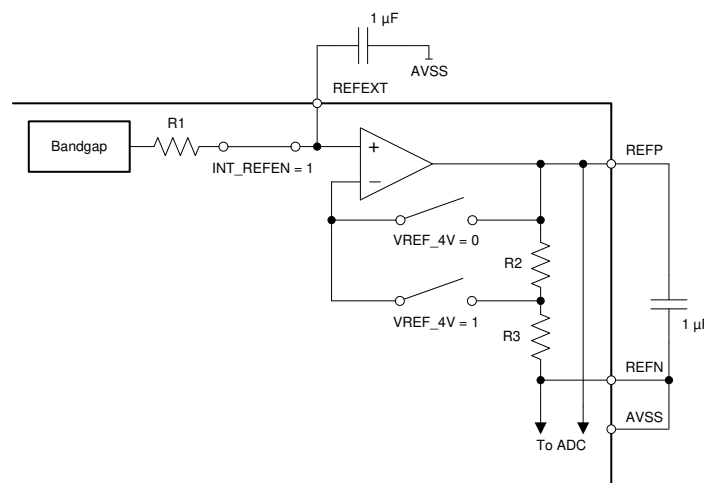 1 µF
AVSS
REFEXT
R1
Bandgap
INT_REFEN = 1
+
−
REFP
VREF_4V = 0
R2
VREF_4V = 1
R3
1 µF
REFN
AVSS
To ADC